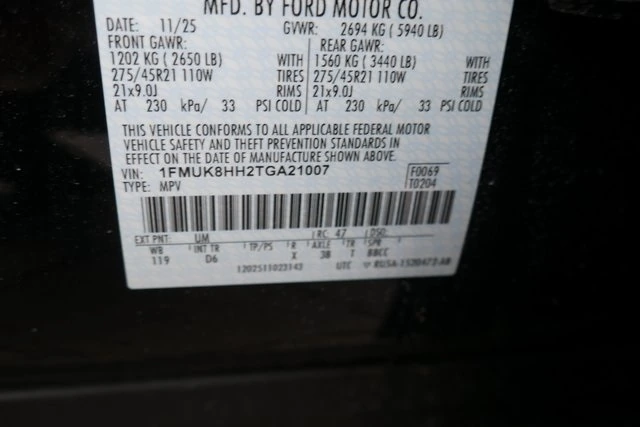 MFD. BY FORD MOTOR CO.
DATE: 11/25 GVWR: 2694 KG ( 5940 LB)
FRONT GAWR: REAR GAWR:
1202 KG ( 2650 LB) WITH 1560 KG ( 3440 LB) WITH
275/45R21 110W TIRES 275/45R21 110W TIRES
21x9.0J RIMS 21x9.0J RIMS
AT 230 kPa/ 33 PSI COLD AT 230 kPa/ 33 PSI COLD
THIS VEHICLE CONFORMS TO ALL APPLICABLE FEDERAL MOTOR
VEHICLE SAFETY AND THEFT PREVENTION STANDARDS IN
EFFECT ON THE DATE OF MANUFACTURE SHOWN ABOVE.
VIN: 1FMUK8HH2TGA21007 F0069
TYPE: MPV T0204
EXT PNT: UM RC: 47 DSO:
WB INT TR TP/PS R AXLE TR SPR
119 D6 X 38 T BBCC
1202511023143 UTC